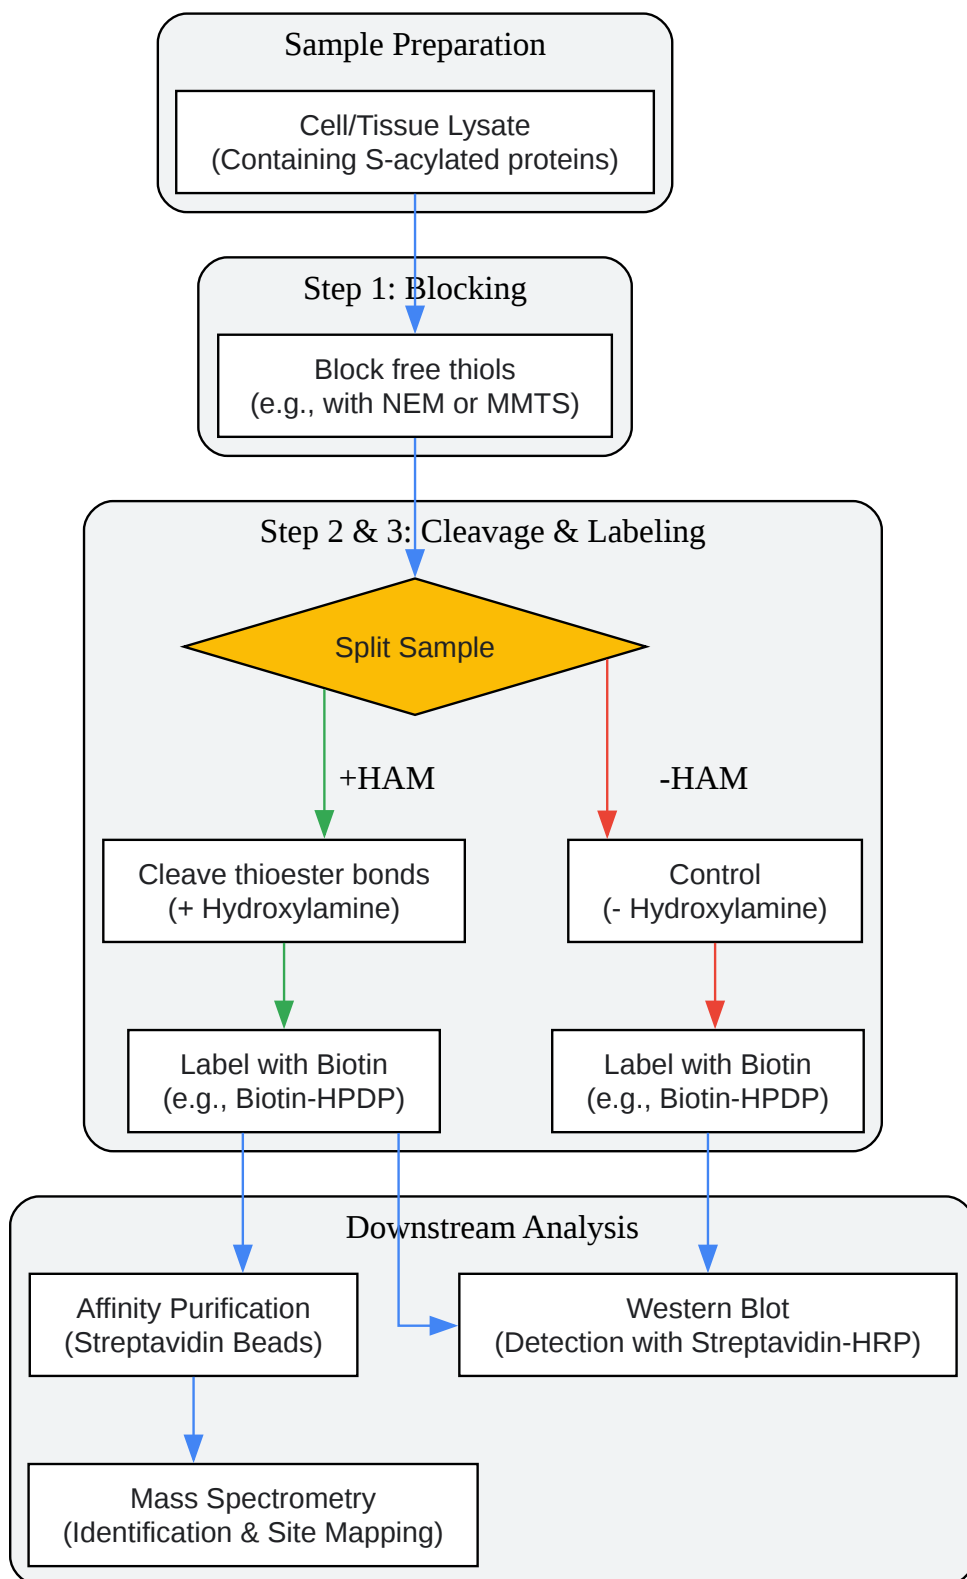 Sample Preparation
Cell/Tissue Lysate
(Containing S-acylated proteins)
Step 1: Blocking
Block free thiols
(e.g., with NEM or MMTS)
Step 2 & 3: Cleavage & Labeling
Split Sample
+HAM
-HAM
Cleave thioester bonds
(+ Hydroxylamine)
Control
(- Hydroxylamine)
Label with Biotin
(e.g., Biotin-HPDP)
Label with Biotin
(e.g., Biotin-HPDP)
Downstream Analysis
Affinity Purification
(Streptavidin Beads)
Western Blot
(Detection with Streptavidin-HRP)
Mass Spectrometry
(Identification & Site Mapping)